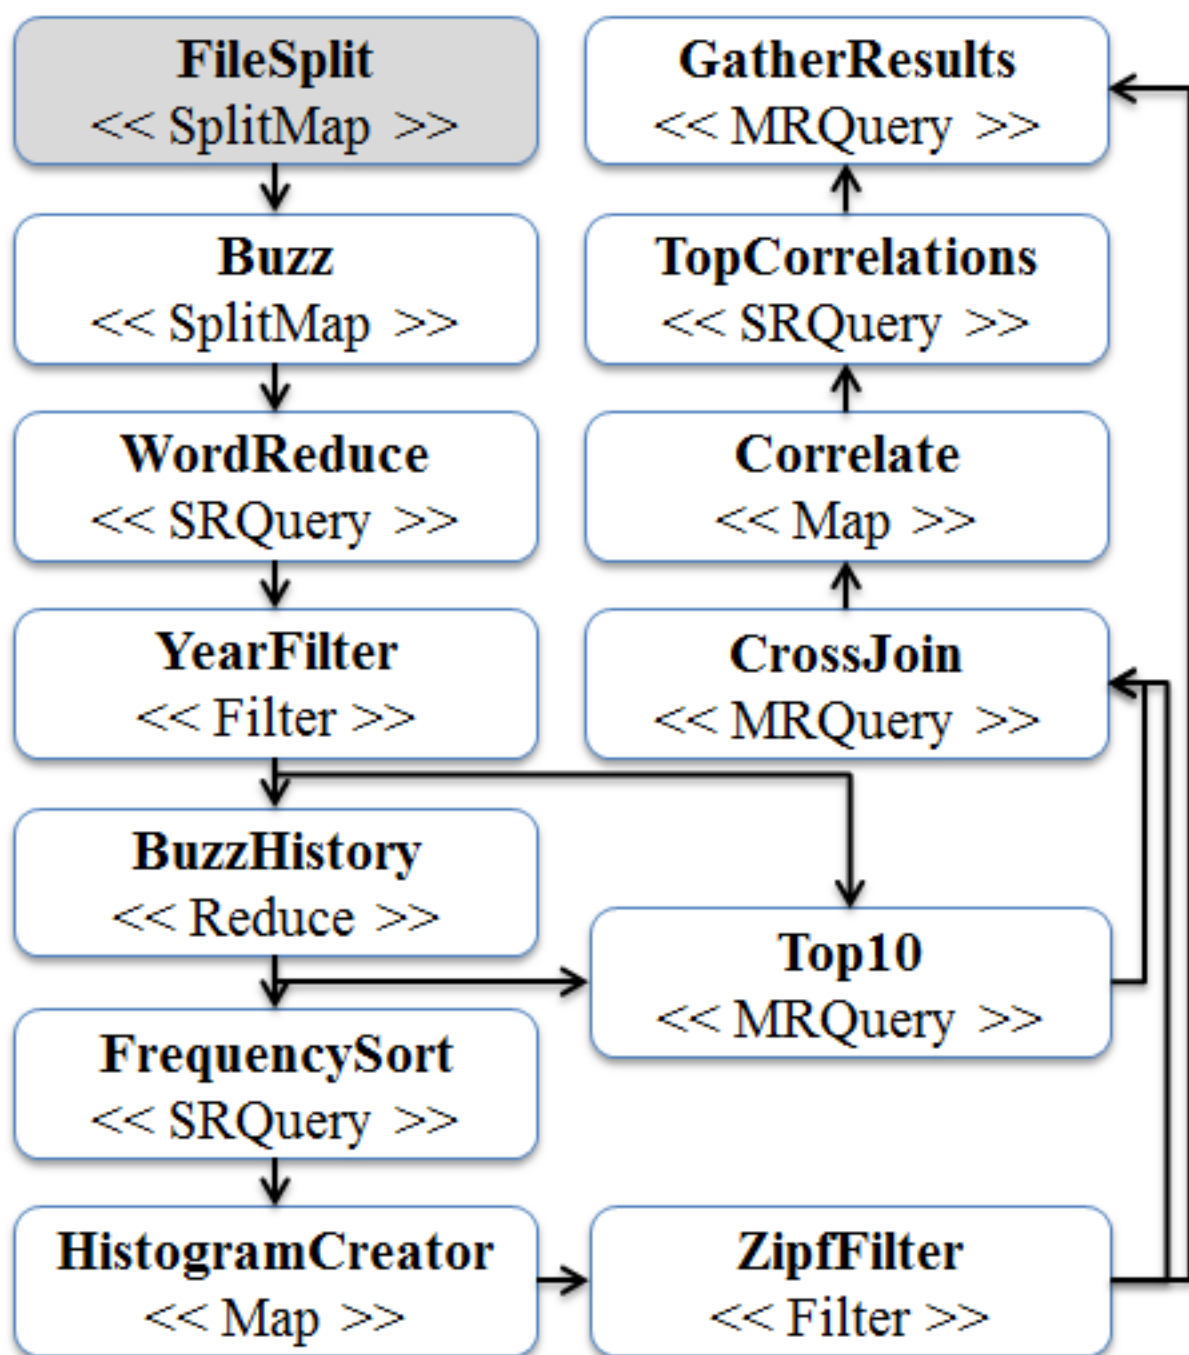 FileSplit
<< SplitMap >>
Buzz
<< SplitMap >>
WordReduce
<< SRQuery >>
YearFilter
<< Filter >>
BuzzHistory
<< Reduce >>
FrequencySort
<< SRQuery >>
HistogramCreator
<< Map >>
GatherResults
<< MRQuery >>
TopCorrelations
<< SRQuery >>
Correlate
<< Map >>
CrossJoin
<< MRQuery >>
Top10
<< MRQuery >>
ZipfFilter
<< Filter >>